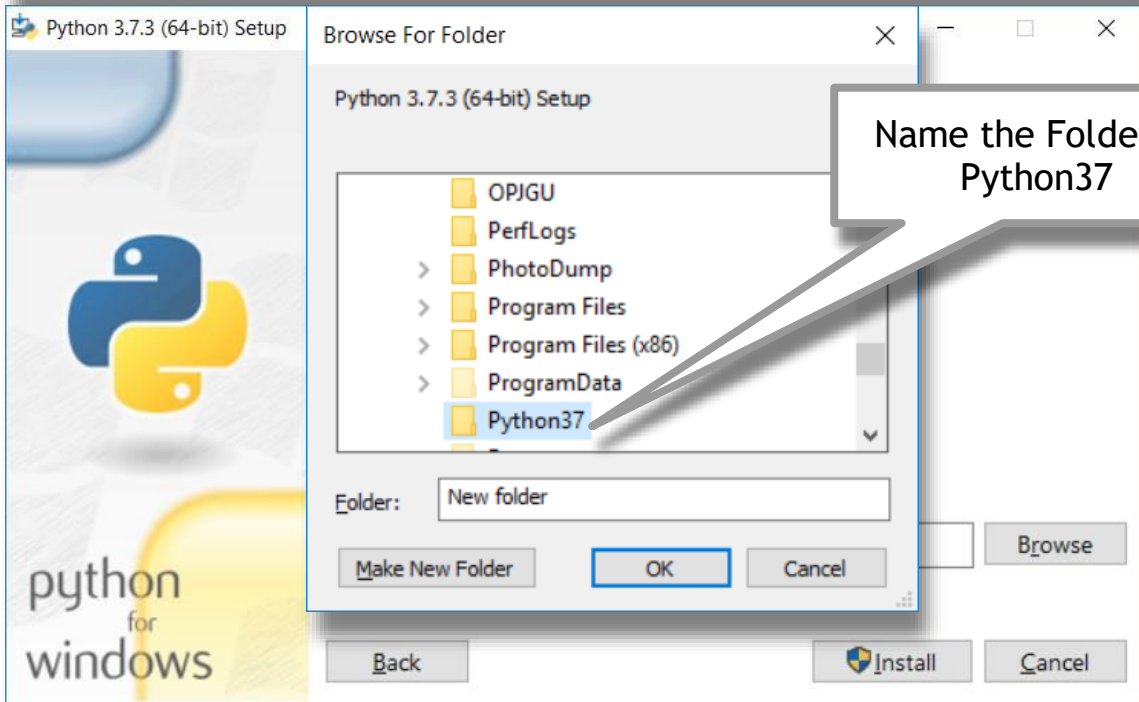 Python 3.7.3 (64-bit) Setup
Browse For Folder
Python 3.7.3 (64-bit) Setup
Name the Folde
Python37
OPJGU
PerfLogs
PhotoDump
Program Files
Program Files (x86)
ProgramData
Python37
Folder:
New folder
Browse
Make New Folder
OK
Cancel
python
for
windows
Back
Install
Cancel